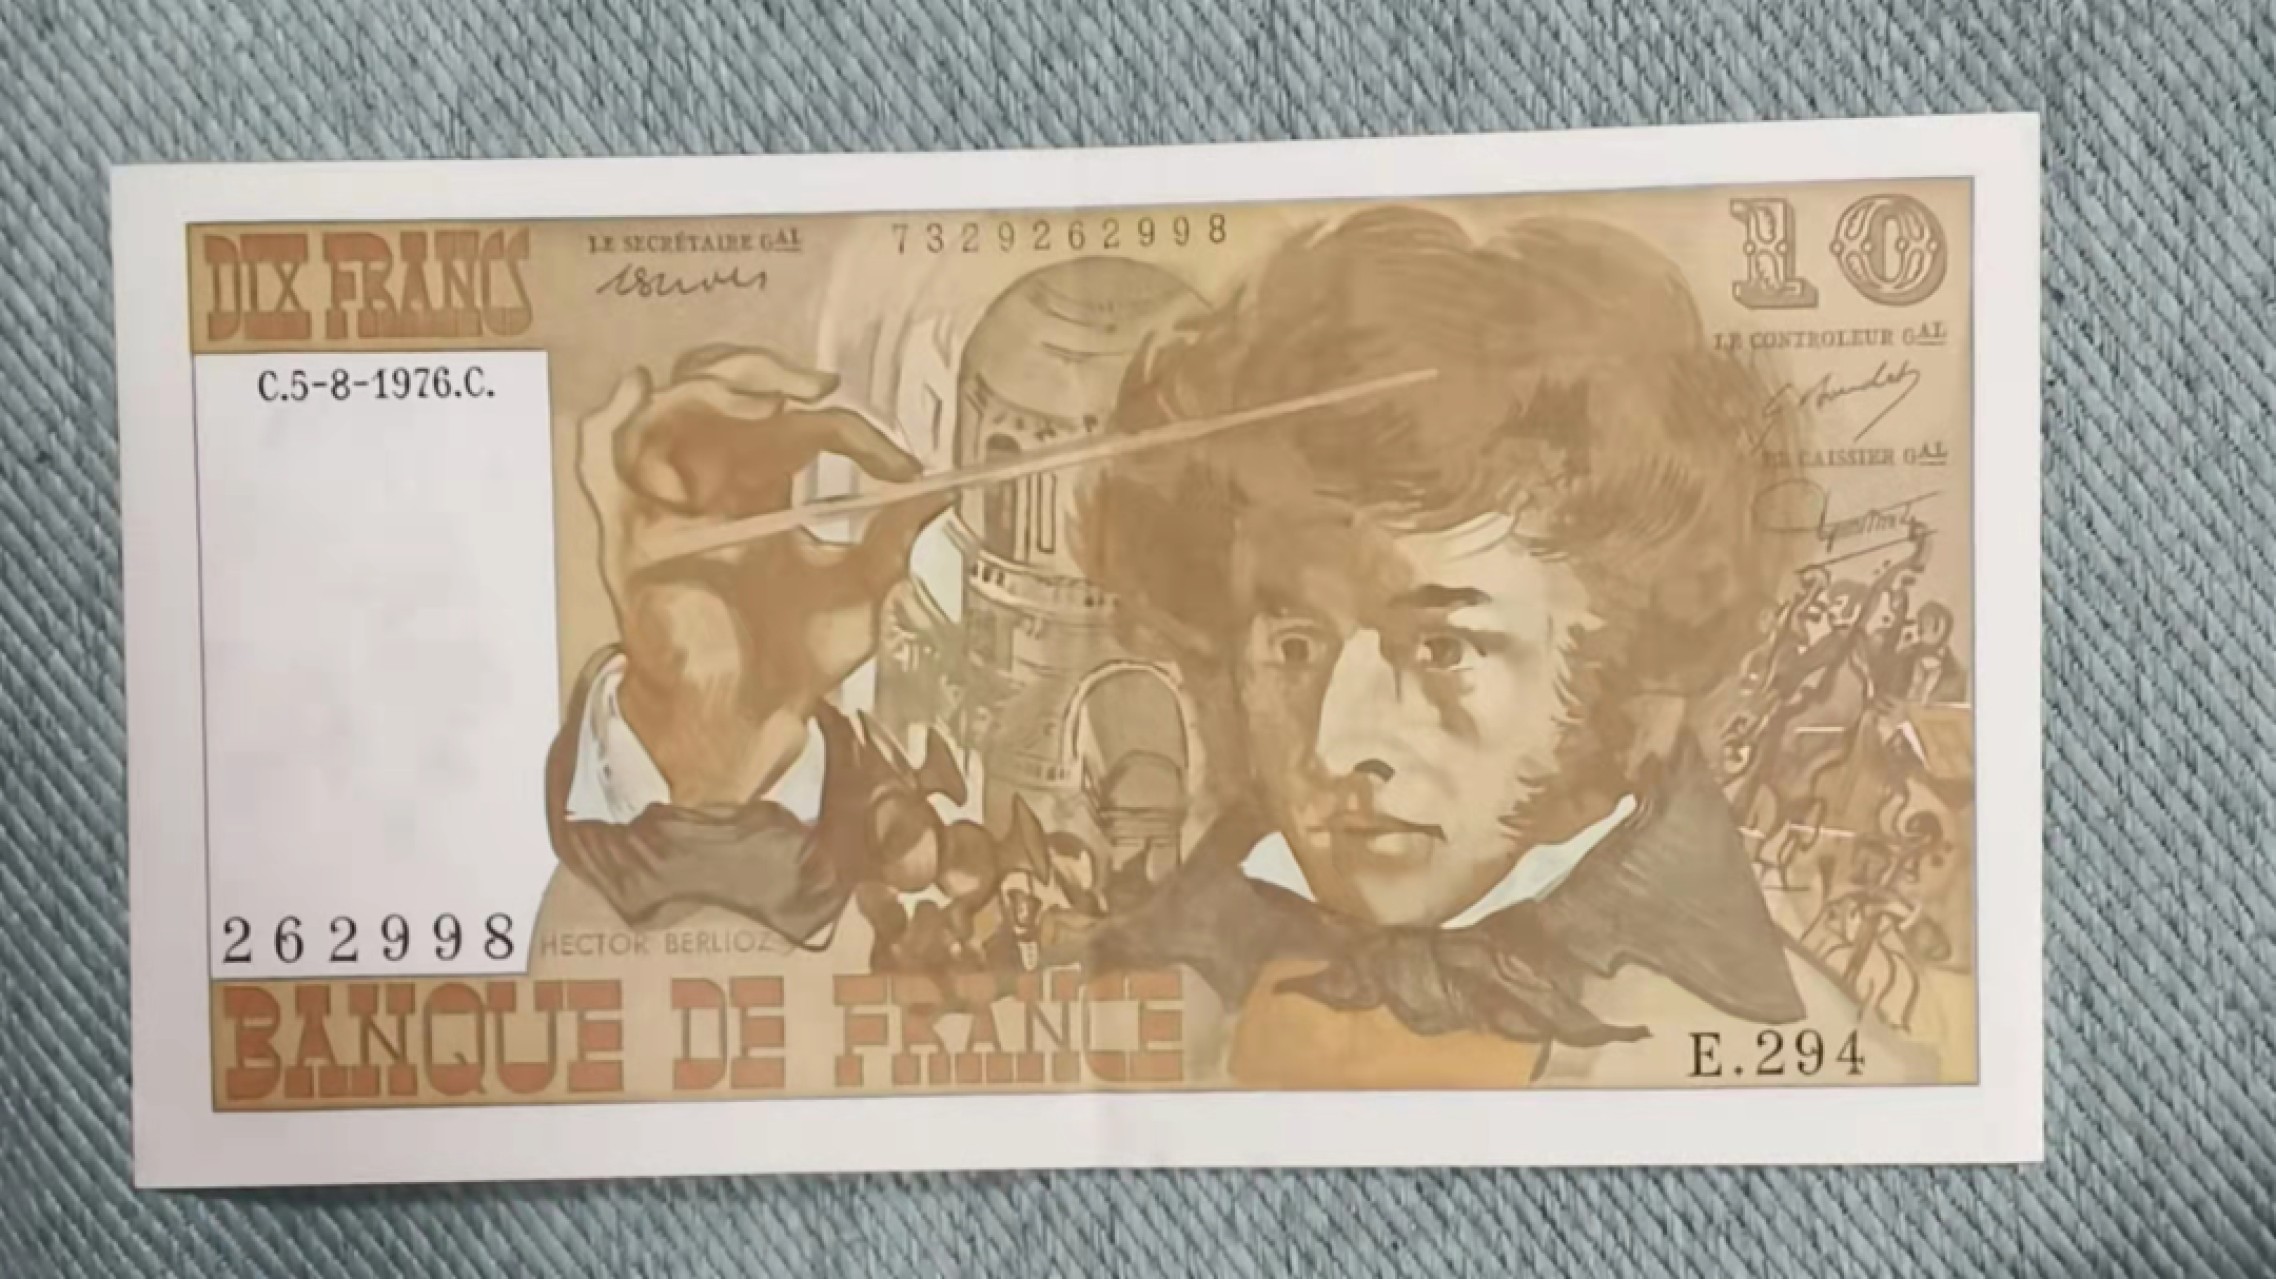 DIX FRANCS
LE SECRÉTAIRE GAL
7329262998
10
LE CONTROLEUR GAL
C.5-8-1976.C.
LE CAISSIER GAL
262998
HECTOR BERLIOZ
BANQUE DE FRANCE
E.294